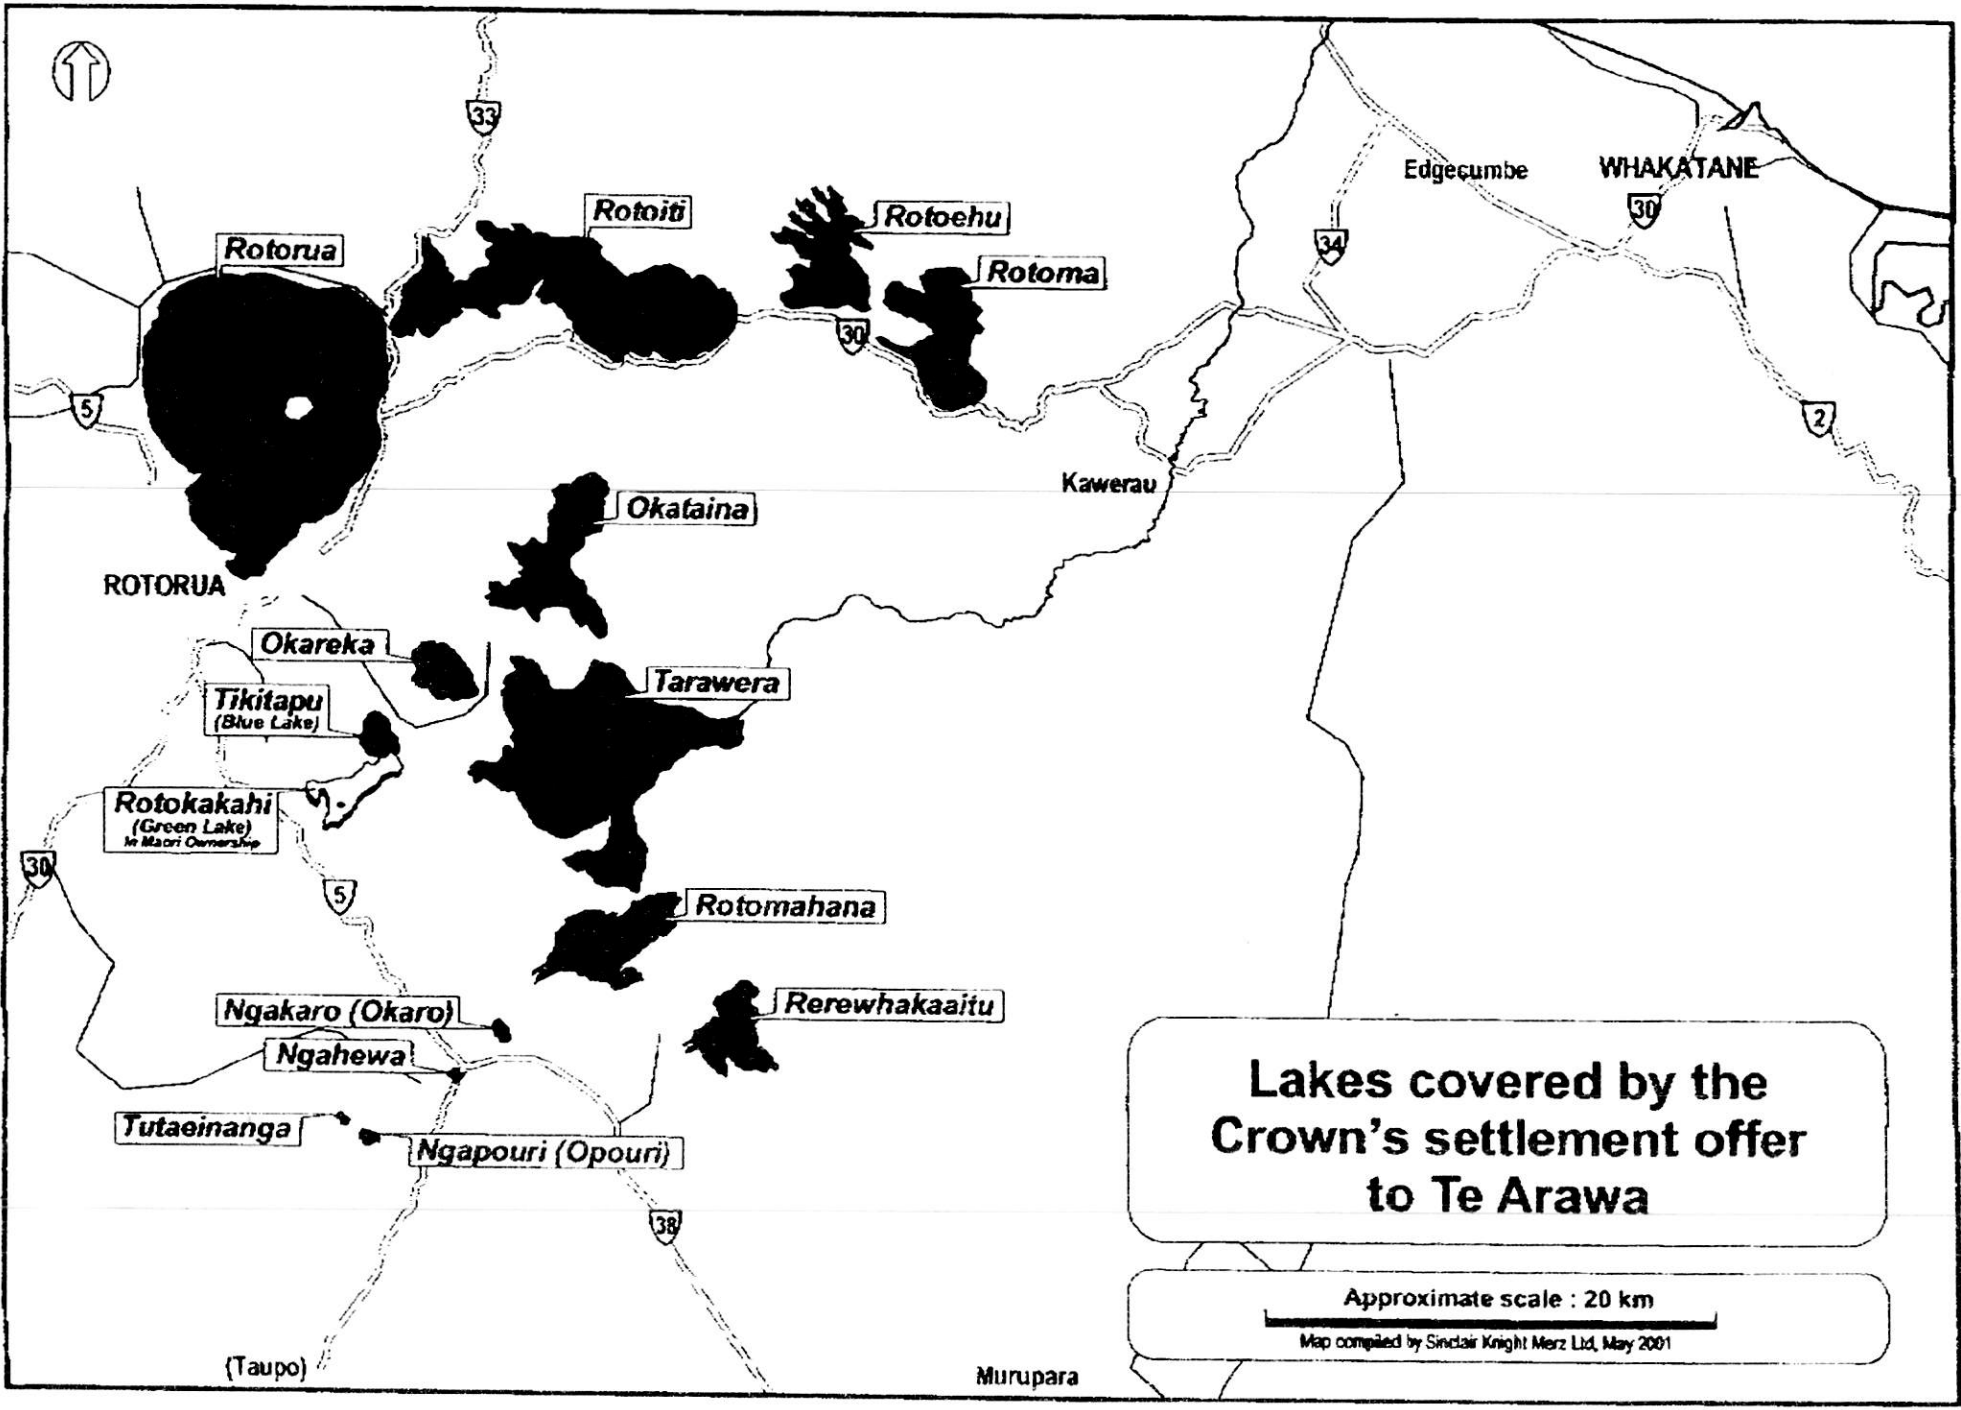 33
Edgecumbe
WHAKATANE
Rotoiti
Rotoehu
30
34
Rotorua
Rotoma
30
5
2
Kawerau
Okataina
ROTORUA
Okareka
Tarawera
Tikitapu
(Blue Lake)
Rotokakahi
(Green Lake)
In Maori Ownership
30
5
Rotomahana
Ngakaro (Okaro)
Rerewhakaaitu
Ngahewa
Tutaeinanga
Ngapouri (Opouri)
38
Lakes covered by the
Crown's settlement offer
to Te Arawa
Approximate scale : 20 km
Map compiled by Sinclair Knight Merz Ltd, May 2001
(Taupo)
Murupara